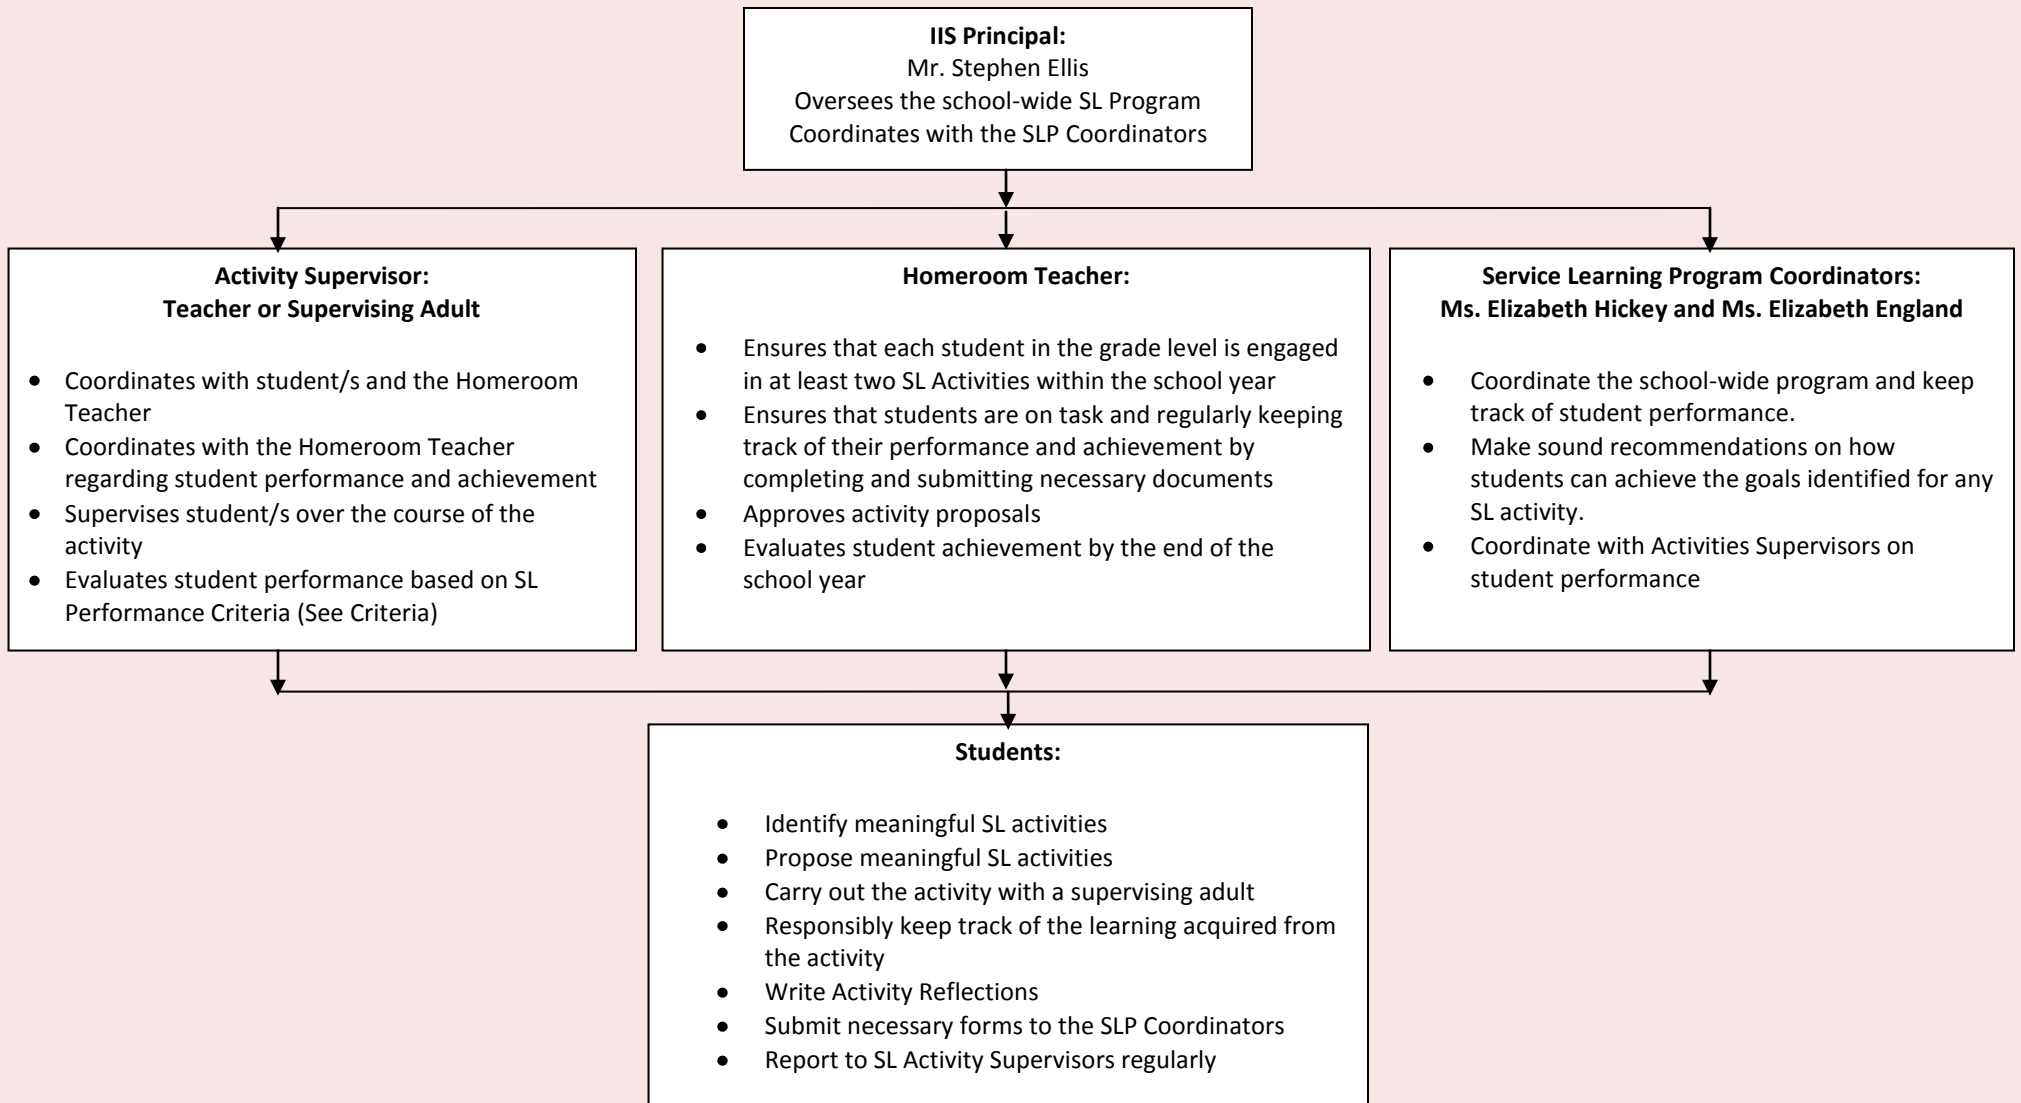 IIS Principal:
Mr. Stephen Ellis
Oversees the school-wide SL Program
Coordinates with the SLP Coordinators
Activity Supervisor:
Teacher or Supervising Adult
• Coordinates with student/s and the Homeroom
Teacher
• Coordinates with the Homeroom Teacher
regarding student performance and achievement
• Supervises student/s over the course of the
activity
• Evaluates student performance based on SL
Performance Criteria (See Criteria)
Homeroom Teacher:
• Ensures that each student in the grade level is engaged
in at least two SL Activities within the school year
• Ensures that students are on task and regularly keeping
track of their performance and achievement by
completing and submitting necessary documents
• Approves activity proposals
• Evaluates student achievement by the end of the
school year
Service Learning Program Coordinators:
Ms. Elizabeth Hickey and Ms. Elizabeth England
• Coordinate the school-wide program and keep
track of student performance.
• Make sound recommendations on how
students can achieve the goals identified for any
SL activity.
• Coordinate with Activities Supervisors on
student performance
Students:
• Identify meaningful SL activities
• Propose meaningful SL activities
• Carry out the activity with a supervising adult
• Responsibly keep track of the learning acquired from
the activity
• Write Activity Reflections
• Submit necessary forms to the SLP Coordinators
• Report to SL Activity Supervisors regularly